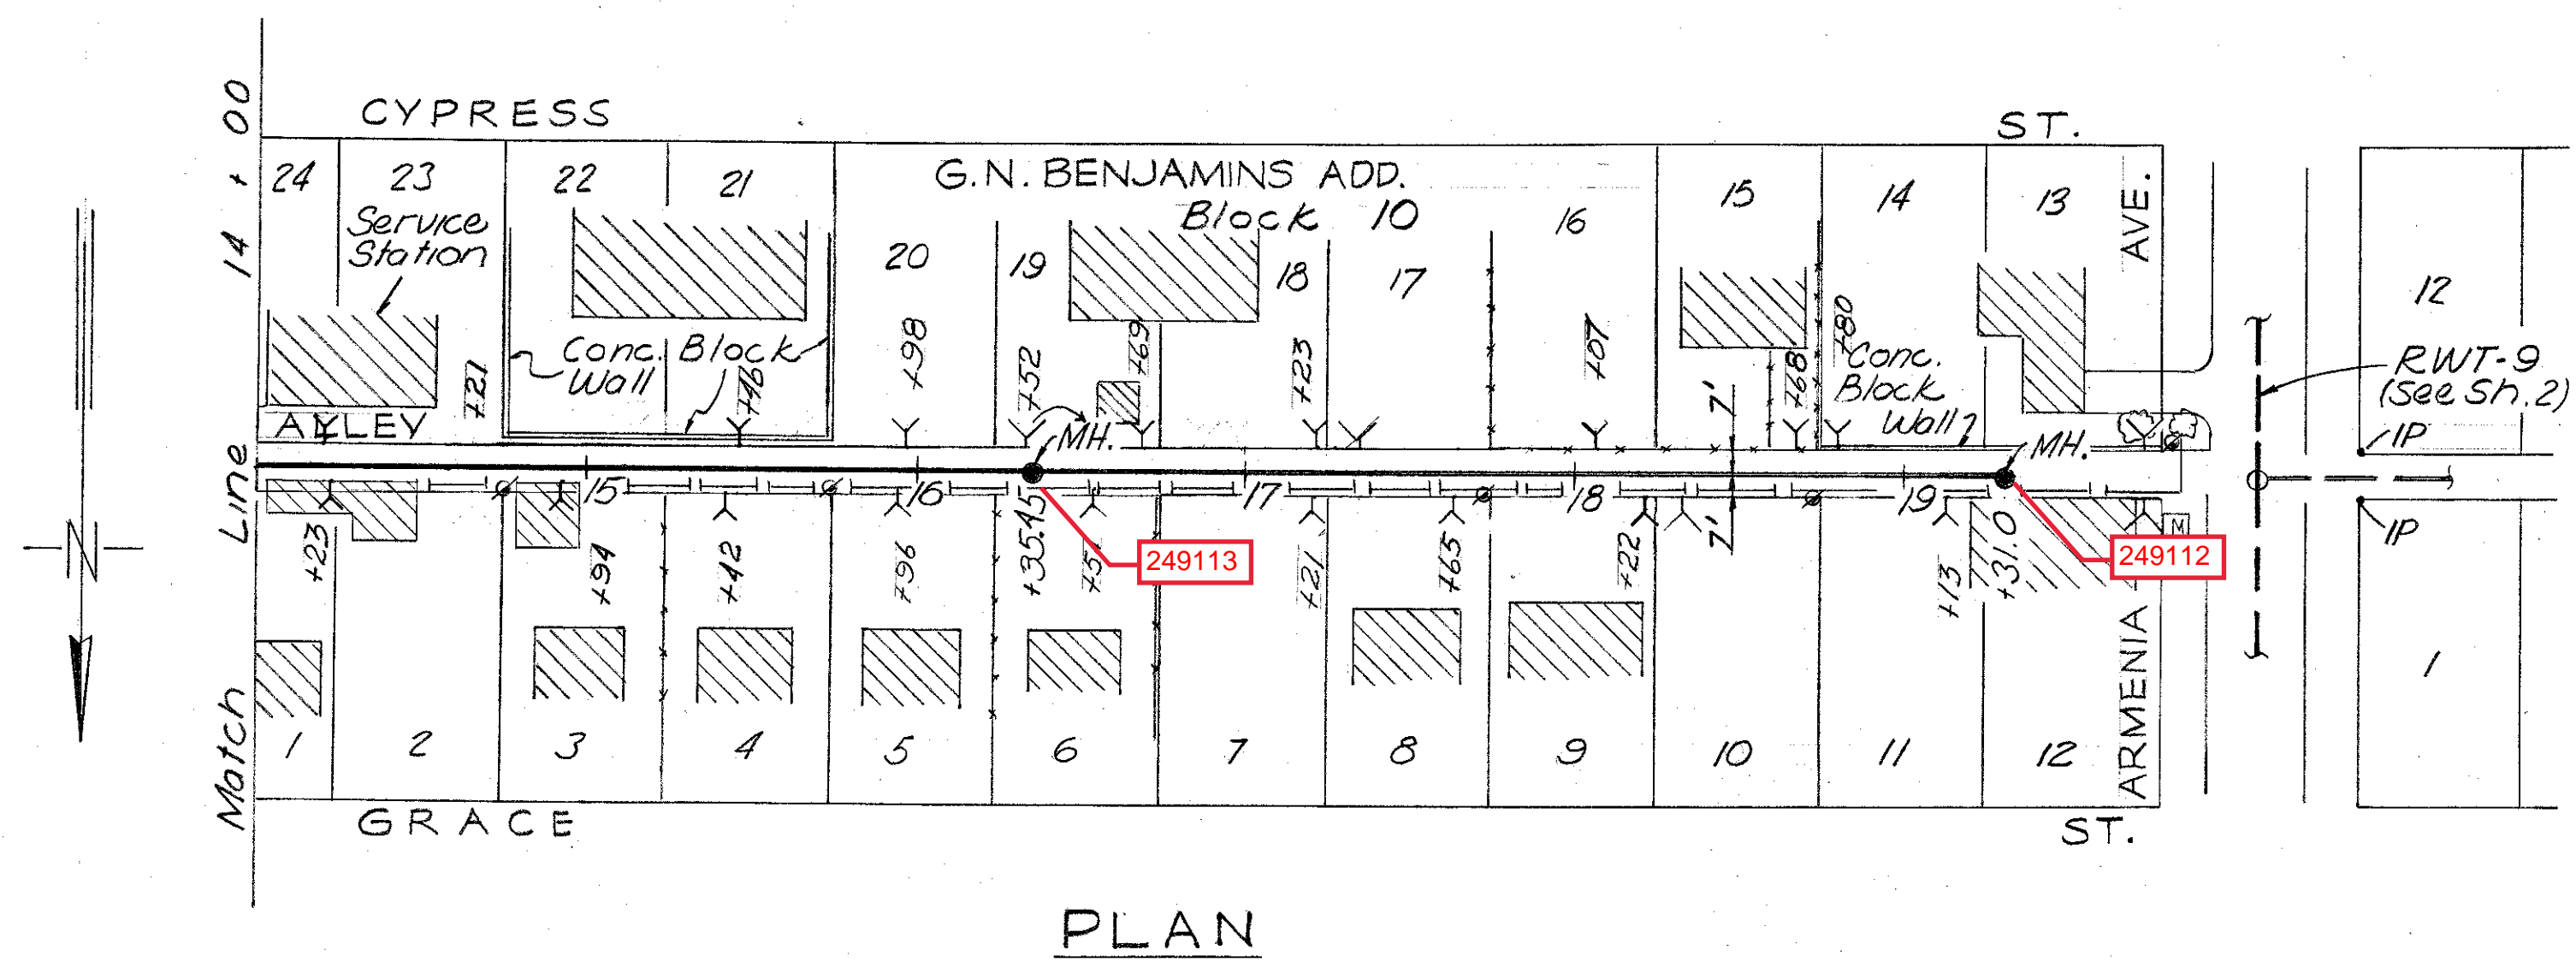 CYPRESS ST.
14 + 00
24 23 22 21
G.N. BENJAMINS ADD.
Block 10
20 19 18 17 16 15 14 13
AVE.
12
Service
Station
Conc. Block
Wall
+21 +46 +98 +52 +69 +23 +07 +68 +80
Conc.
Block
Wall
7'
RWT-9
(See Sh. 2)
ALLEY
MH.
MH.
IP
15 16 17 18 19
N
Match Line
+23 +94 +42 +96 +35.45 +21 +65 +22 +13 +31.0
7'
M
IP
249113
249112
ARMENIA
1 2 3 4 5 6 7 8 9 10 11 12
1
GRACE ST.
PLAN